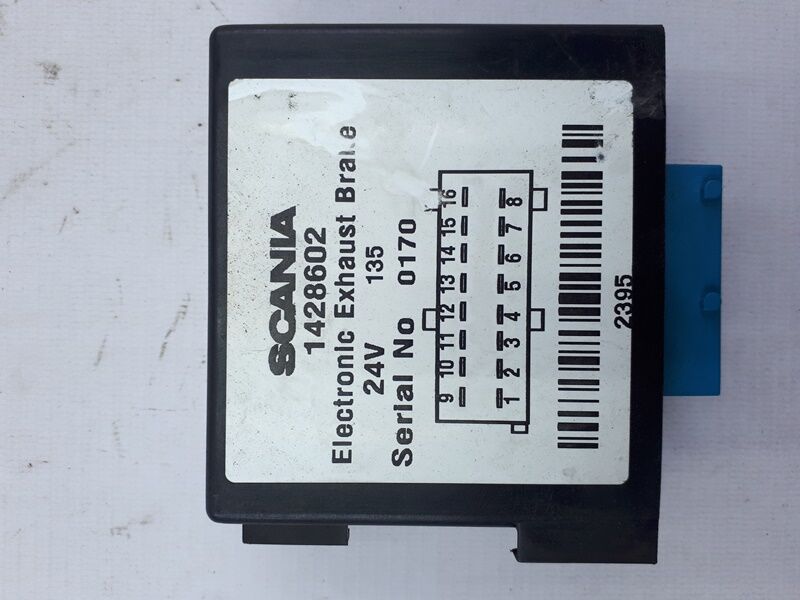 SCANIA
1428602
Electronic Exhaust Brake
24V 135
Serial No 0170
9 10 11 12 13 14 15 16
1 2 3 4 5 6 7 8
2395